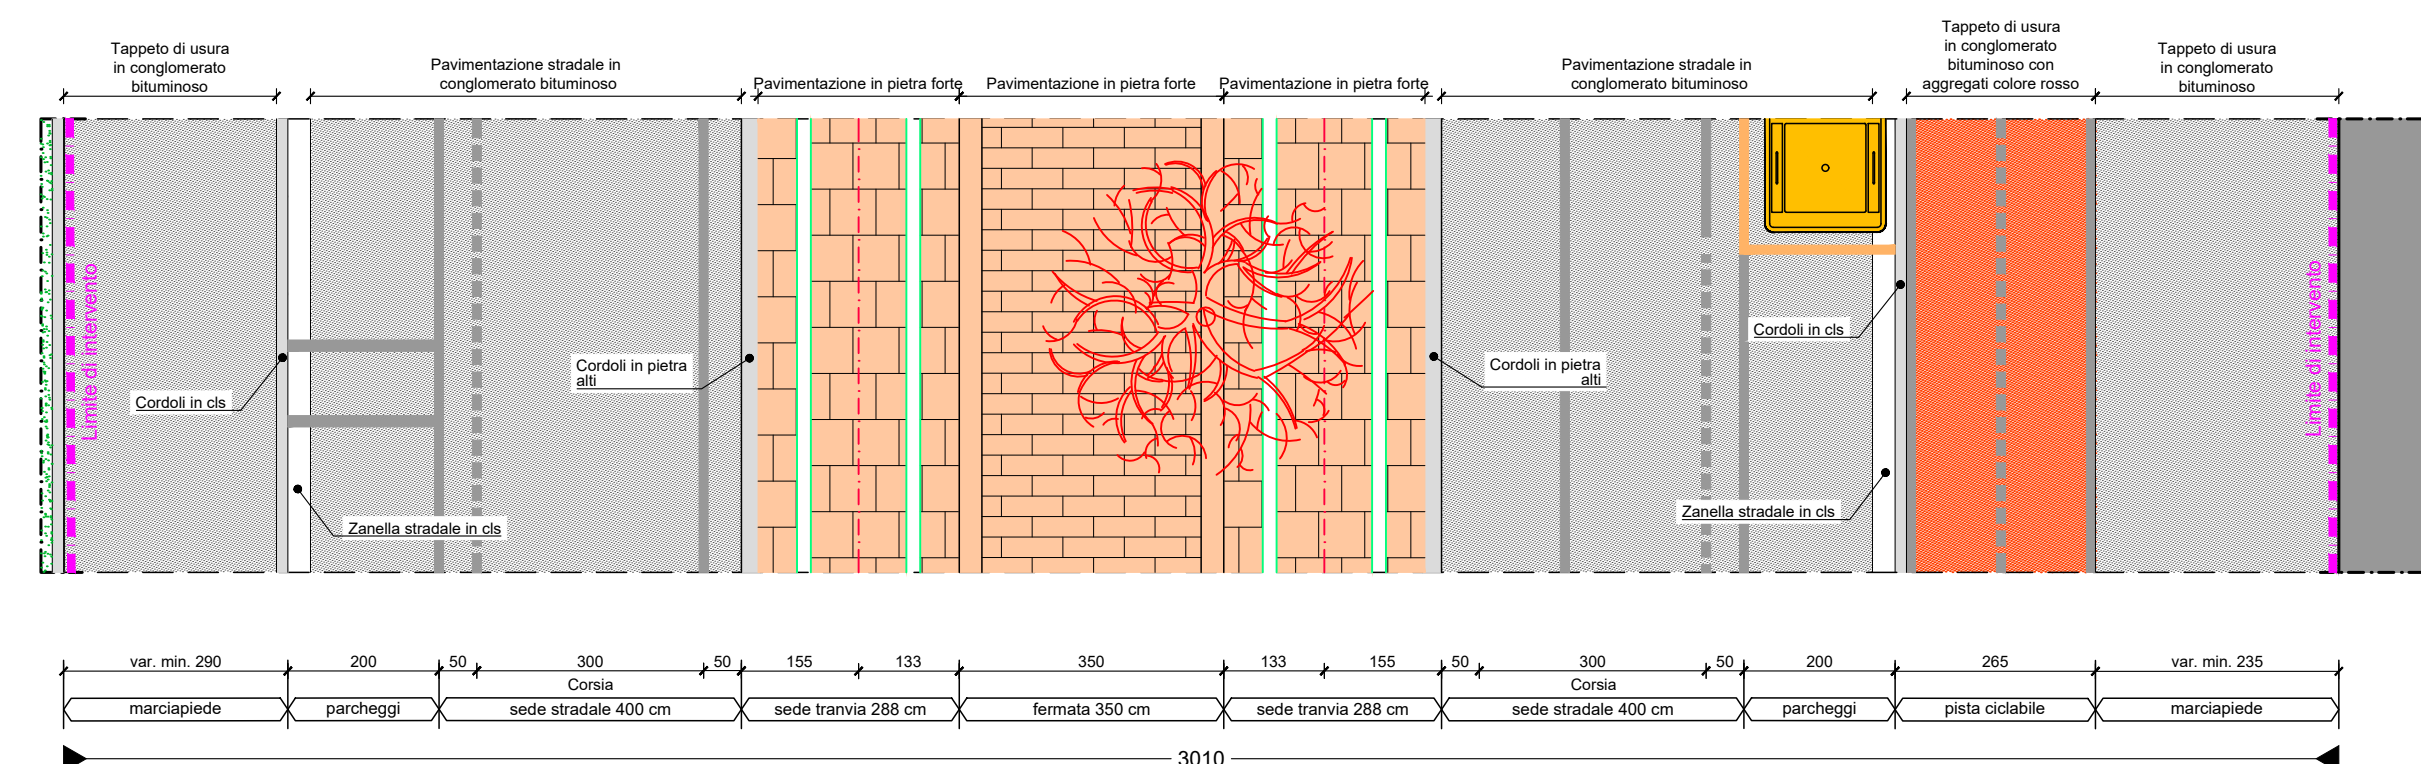 Tappeto di usura
in conglomerato
bituminoso
Pavimentazione stradale in
conglomerato bituminoso
Pavimentazione in pietra forte
Pavimentazione in pietra forte
Pavimentazione in pietra forte
Pavimentazione stradale in
conglomerato bituminoso
Tappeto di usura
in conglomerato
bituminoso con
aggregati colore rosso
Tappeto di usura
in conglomerato
bituminoso
Limite di intervento
Cordoli in cls
Zanella stradale in cls
Cordoli in pietra
alti
Cordoli in pietra
alti
Cordoli in cls
Zanella stradale in cls
Limite di intervento
var. min. 290
200
50
300
50
155
133
350
133
155
50
300
50
200
265
var. min. 235
Corsia
Corsia
marciapiede
parcheggi
sede stradale 400 cm
sede tranvia 288 cm
fermata 350 cm
sede tranvia 288 cm
sede stradale 400 cm
parcheggi
pista ciclabile
marciapiede
3010